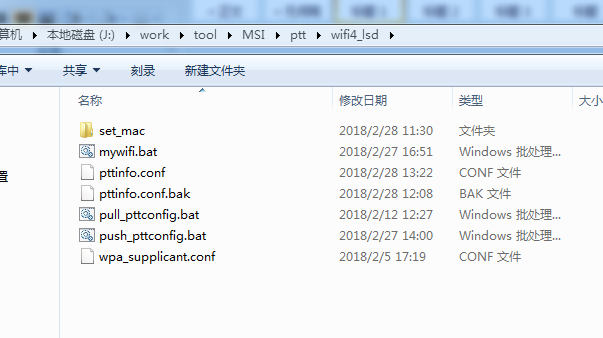 算机 ▸ 本地磁盘 (J:) ▸ work ▸ tool ▸ MSI ▸ ptt ▸ wifi4_lsd ▸
库中 ▼ 共享 ▼ 刻录 新建文件夹
名称 修改日期 类型 大小
set_mac 2018/2/28 11:30 文件夹
mywifi.bat 2018/2/27 16:51 Windows 批处理...
pttinfo.conf 2018/2/28 13:22 CONF 文件
pttinfo.conf.bak 2018/2/28 12:08 BAK 文件
pull_pttconfig.bat 2018/2/12 12:27 Windows 批处理...
push_pttconfig.bat 2018/2/27 14:00 Windows 批处理...
wpa_supplicant.conf 2018/2/5 17:19 CONF 文件
置